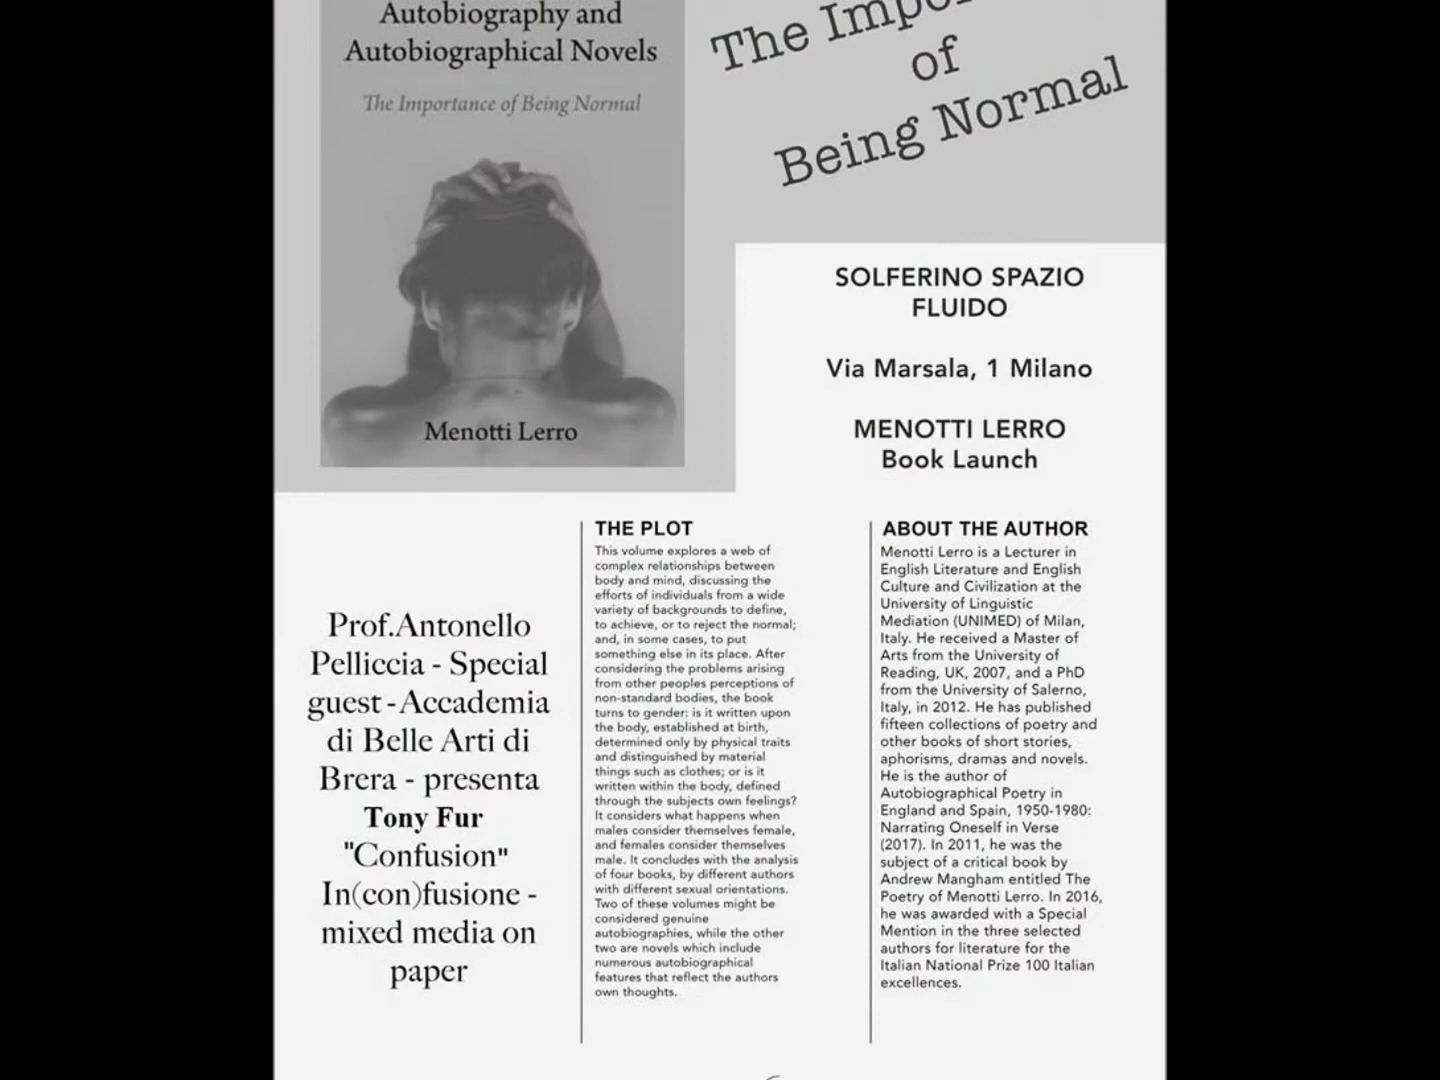 Autobiography and
Autobiographical Novels
The Importance of Being Normal
Menotti Lerro
The
of
Being Normal
SOLFERINO SPAZIO
FLUIDO
Via Marsala, 1 Milano
MENOTTI LERRO
Book Launch
Prof.Antonello
Pelliccia - Special
guest - Accademia
di Belle Arti di
Brera - presenta
Tony Fur
"Confusion"
In(con)fusione -
mixed media on
paper
THE PLOT
This volume explores a web of
complex relationships between
body and mind, discussing the
efforts of individuals from a wide
variety of backgrounds to define,
to achieve, or to reject the normal;
and, in some cases, to put
something else in its place. After
considering the problems arising
from other peoples perceptions of
non-standard bodies, the book
turns to gender: is it written upon
the body, established at birth,
determined only by physical traits
and distinguished by material
things such as clothes; or is it
written within the body, defined
through the subjects own feelings?
It considers what happens when
males consider themselves female,
and females consider themselves
male. It concludes with the analysis
of four books, by different authors
with different sexual orientations.
Two of these volumes might be
considered genuine
autobiographies, while the other
two are novels which include
numerous autobiographical
features that reflect the authors
own thoughts.
ABOUT THE AUTHOR
Menotti Lerro is a Lecturer in
English Literature and English
Culture and Civilization at the
University of Linguistic
Mediation (UNIMED) of Milan,
Italy. He received a Master of
Arts from the University of
Reading, UK, 2007, and a PhD
from the University of Salerno,
Italy, in 2012. He has published
fifteen collections of poetry and
other books of short stories,
aphorisms, dramas and novels.
He is the author of
Autobiographical Poetry in
England and Spain, 1950-1980:
Narrating Oneself in Verse
(2017). In 2011, he was the
subject of a critical book by
Andrew Mangham entitled The
Poetry of Menotti Lerro. In 2016,
he was awarded with a Special
Mention in the three selected
authors for literature for the
Italian National Prize 100 Italian
excellences.